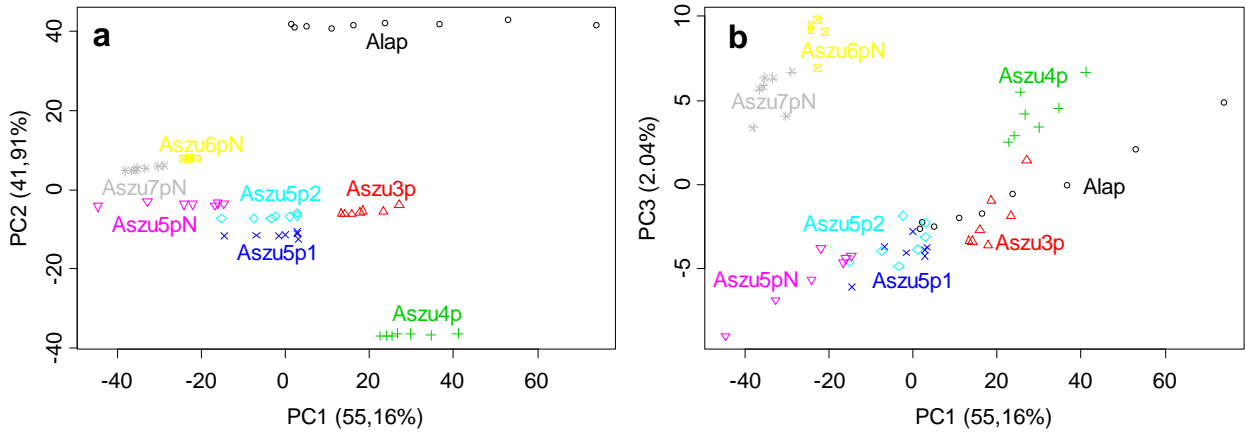 a
40
20
0
-20
-40
PC2 (41,91%)
Alap
Aszu6pN
Aszu7pN
Aszu5pN
Aszu5p2
Aszu5p1
Aszu3p
Aszu4p
-40 -20 0 20 40 60
PC1 (55,16%)
b
10
5
0
-5
PC3 (2.04%)
Aszu6pN
Aszu7pN
Aszu4p
Alap
Aszu5p2
Aszu3p
Aszu5pN
Aszu5p1
-40 -20 0 20 40 60
PC1 (55,16%)